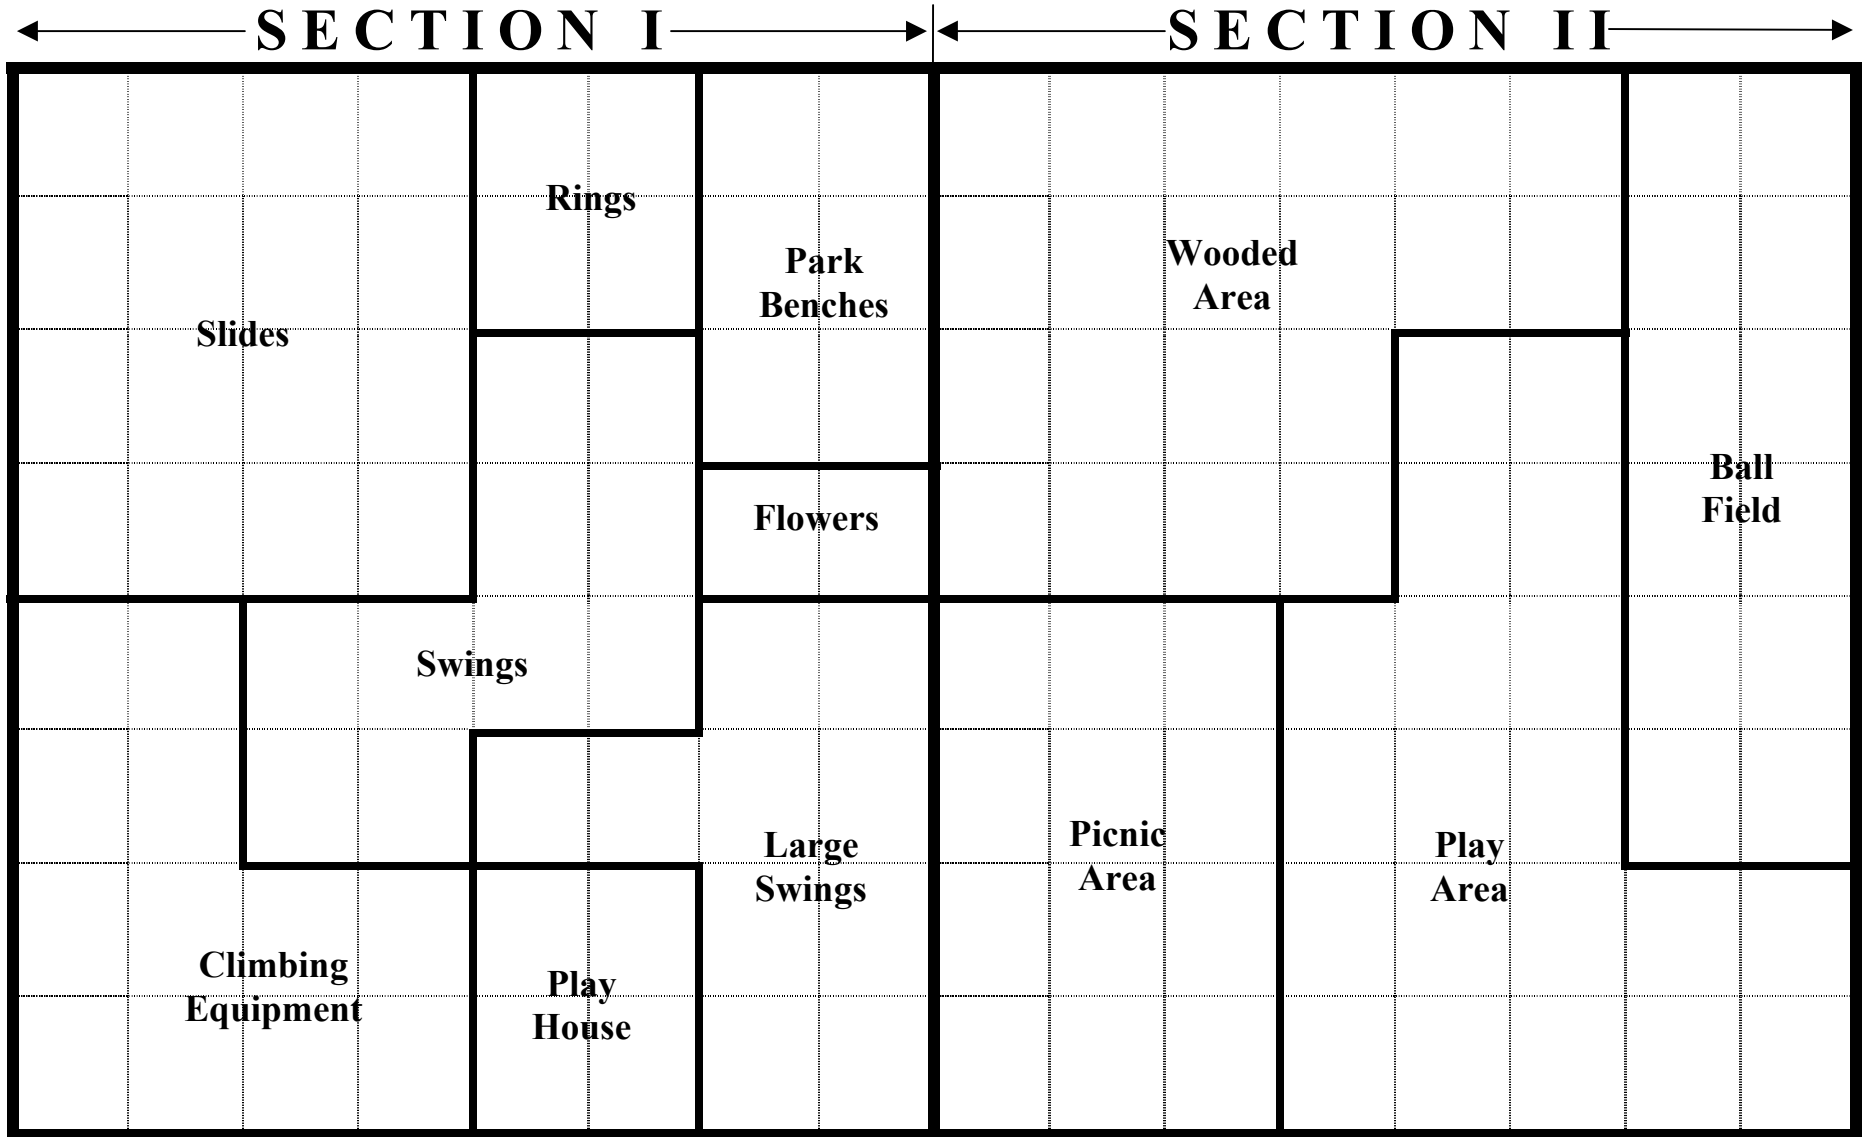 SECTION I
SECTION II
Rings
Park
Benches
Wooded
Area
Slides
Ball
Field
Flowers
Swings
Large
Swings
Picnic
Area
Play
Area
Climbing
Equipment
Play
House